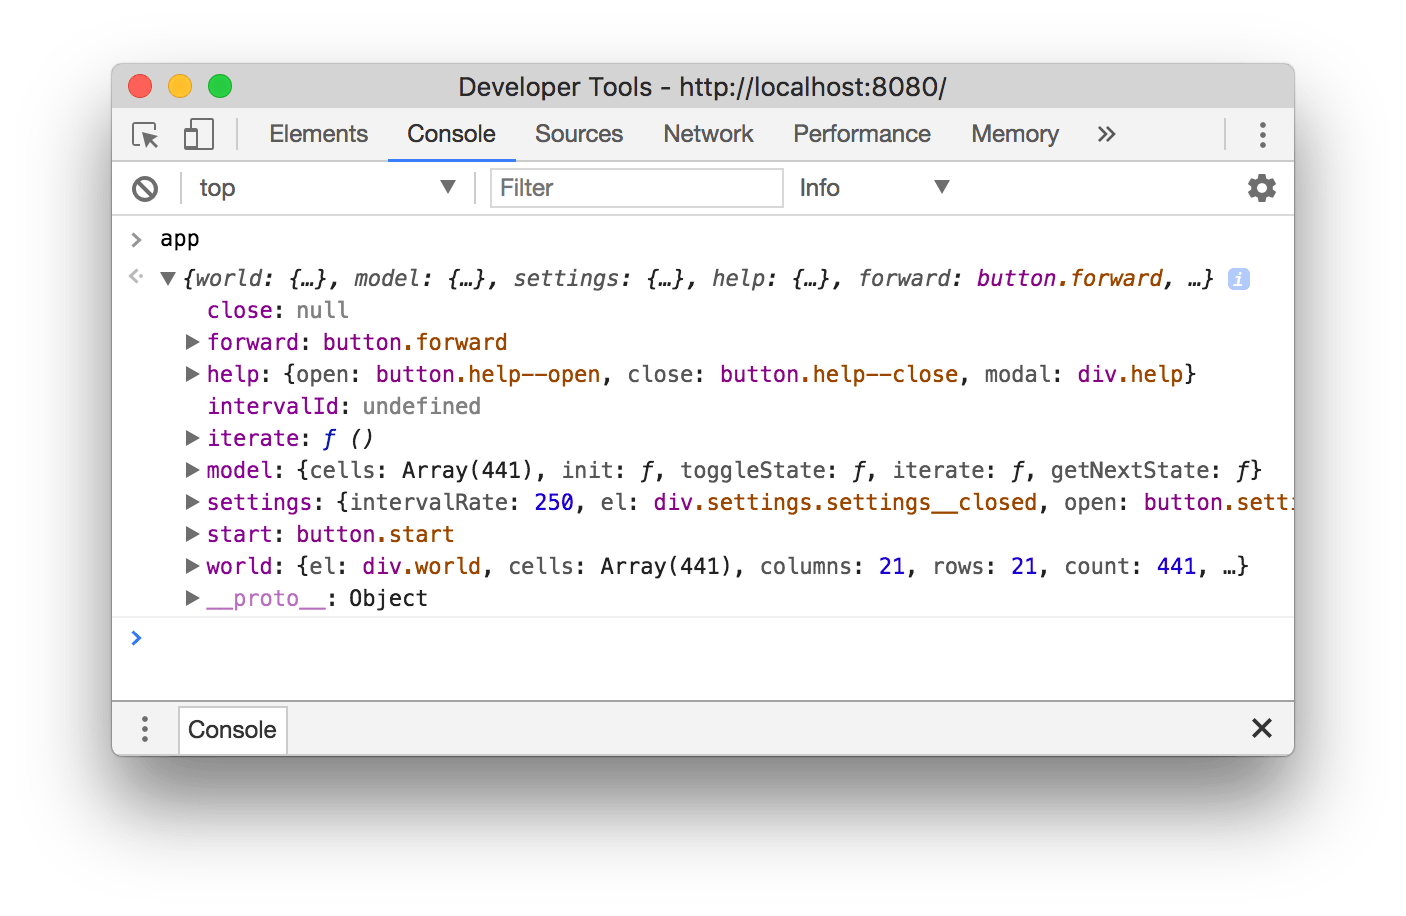 Developer Tools - http://localhost:8080/
Elements Console Sources Network Performance Memory »
top ▼ Filter Info ▼
> app
▼{world: {…}, model: {…}, settings: {…}, help: {…}, forward: button.forward, …} i
close: null
▶ forward: button.forward
▶ help: {open: button.help--open, close: button.help--close, modal: div.help}
intervalId: undefined
▶ iterate: ƒ ()
▶ model: {cells: Array(441), init: ƒ, toggleState: ƒ, iterate: ƒ, getNextState: ƒ}
▶ settings: {intervalRate: 250, el: div.settings.settings__closed, open: button.setti
▶ start: button.start
▶ world: {el: div.world, cells: Array(441), columns: 21, rows: 21, count: 441, …}
▶ __proto__: Object
>
Console